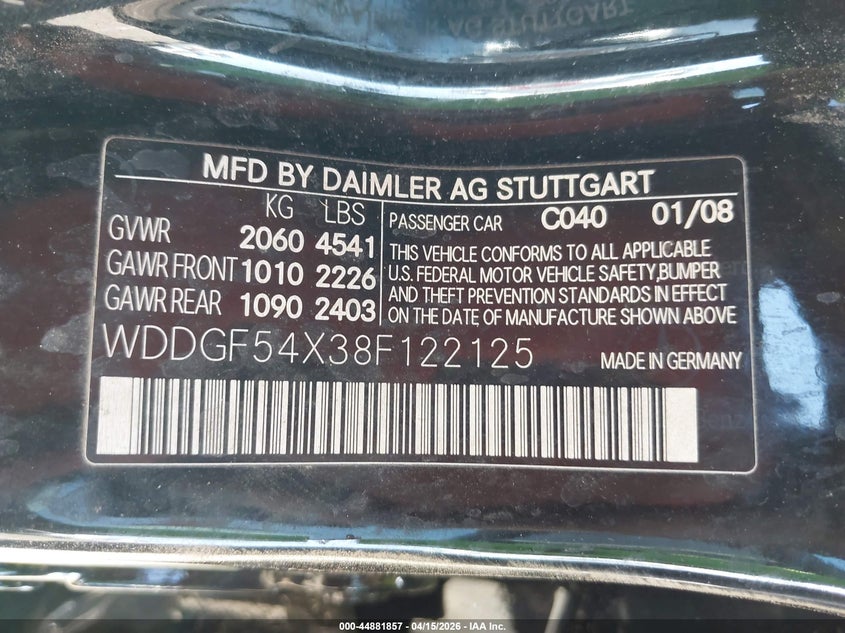 AG STUTTGART
MFD BY DAIMLER AG STUTTGART
KG LBS
GVWR 2060 4541
GAWR FRONT 1010 2226
GAWR REAR 1090 2403
PASSENGER CAR C040 01/08
THIS VEHICLE CONFORMS TO ALL APPLICABLE
U.S. FEDERAL MOTOR VEHICLE SAFETY,BUMPER
AND THEFT PREVENTION STANDARDS IN EFFECT
ON THE DATE OF MANUFACTURE SHOWN ABOVE
WDDGF54X38F122125
MADE IN GERMANY
000-44881857 - 04/15/2026 - IAA Inc.